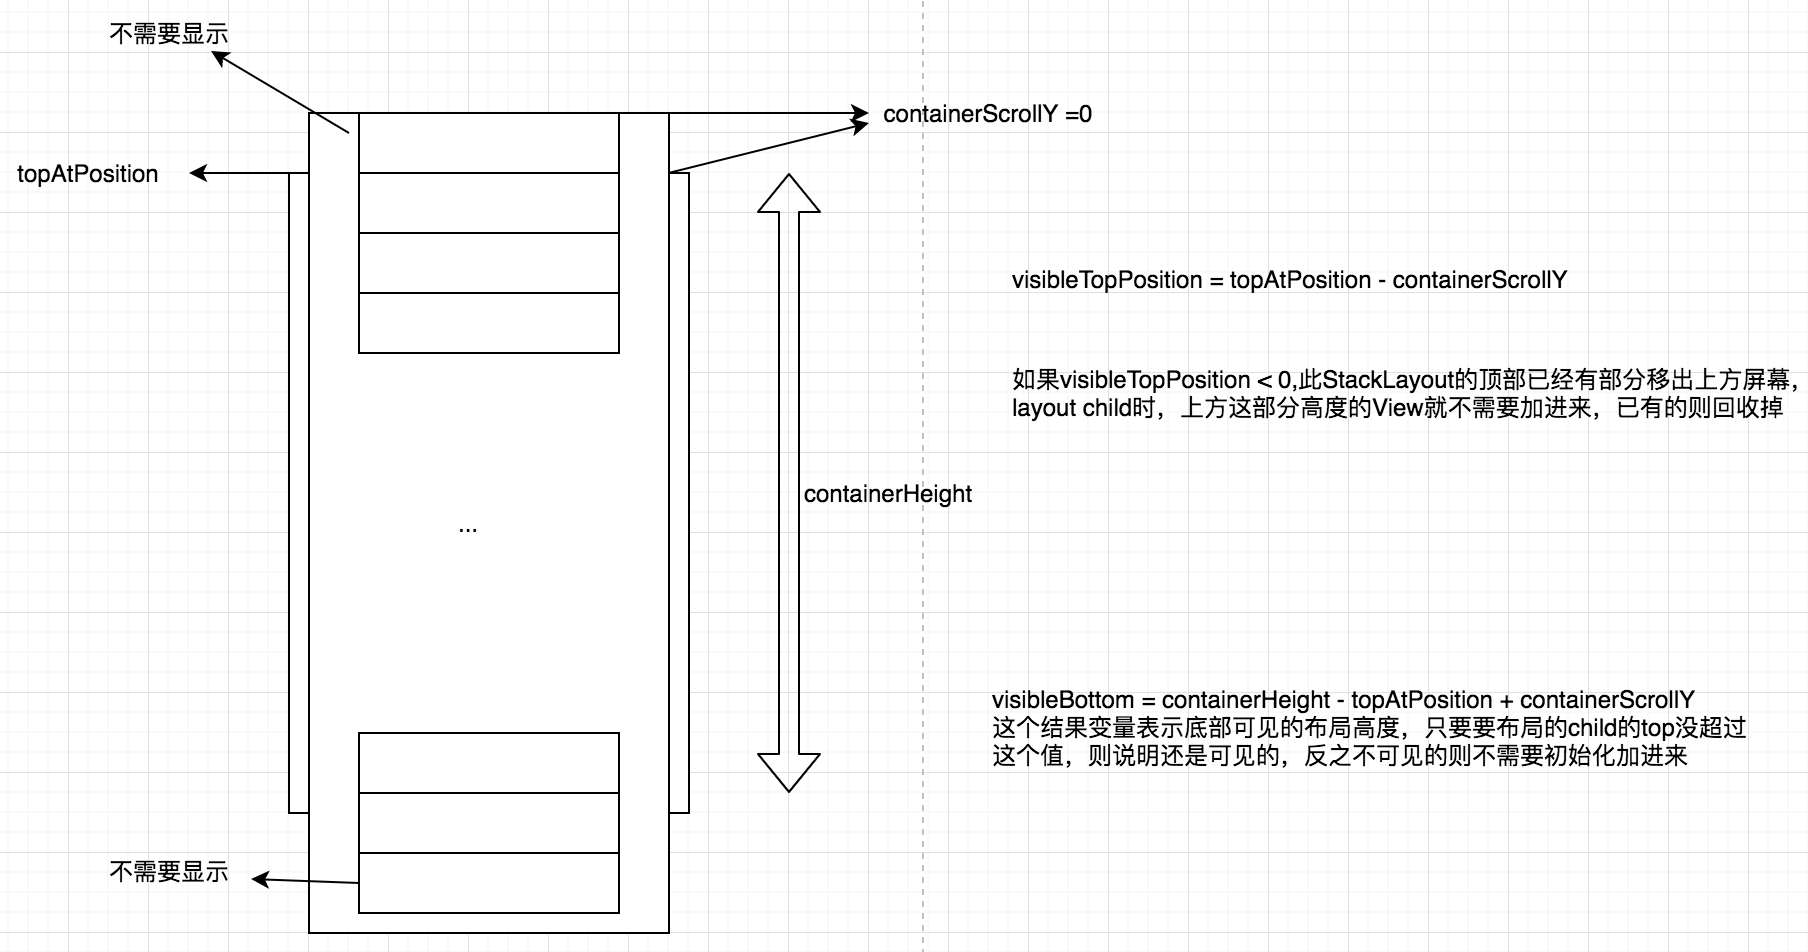 不需要显示
containerScrollY =0
topAtPosition
visibleTopPosition = topAtPosition - containerScrollY
如果visibleTopPosition < 0,此StackLayout的顶部已经有部分移出上方屏幕，
layout child时，上方这部分高度的View就不需要加进来，已有的则回收掉
containerHeight
...
visibleBottom = containerHeight - topAtPosition + containerScrollY
这个结果变量表示底部可见的布局高度，只要要布局的child的top没超过
这个值，则说明还是可见的，反之不可见的则不需要初始化加进来
不需要显示